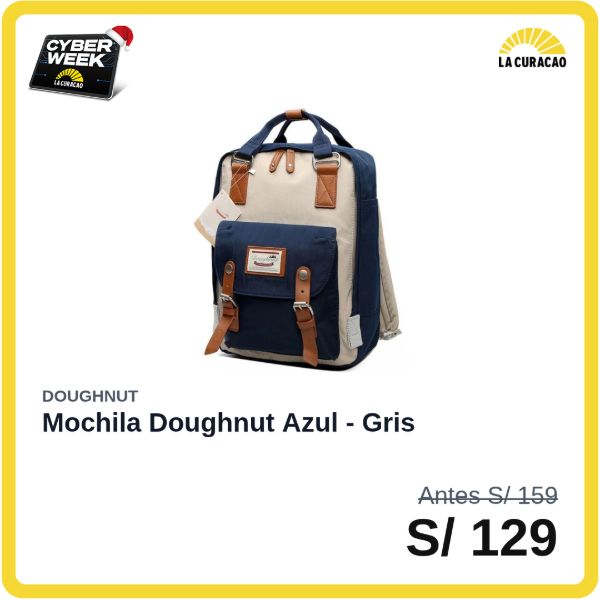 CYBER
WEEK
LA CURACAO
LA CURACAO
DOUGHNUT
Mochila Doughnut Azul - Gris
Antes S/ 159
S/ 129